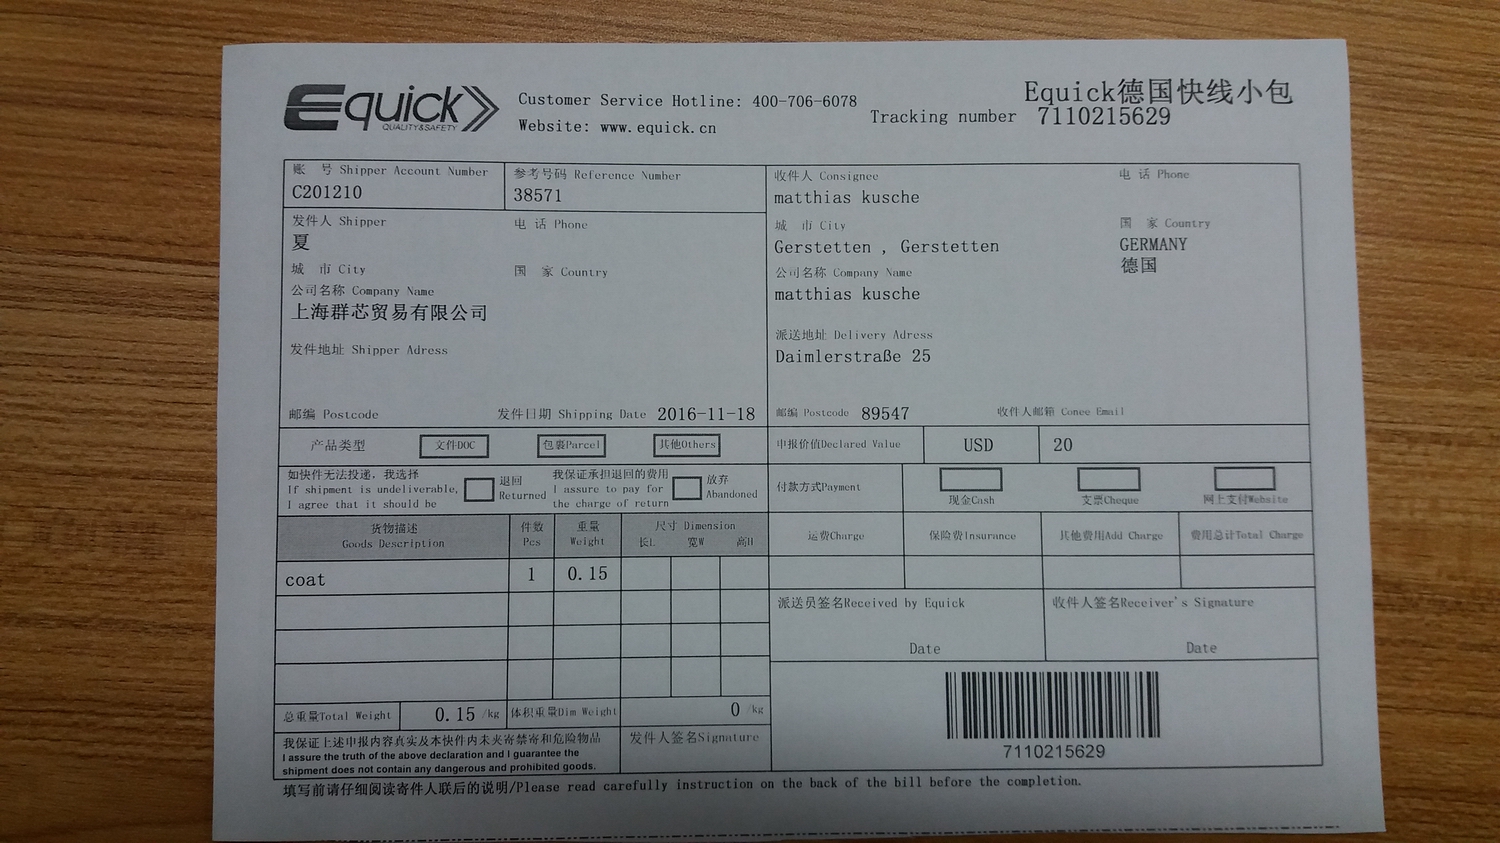 Equick
QUALITY&SAFETY
Customer Service Hotline: 400-706-6078
Website: www.equick.cn
Equick德国快线小包
Tracking number 7110215629
账 号 Shipper Account Number
C201210
参考号码 Reference Number
38571
发件人 Shipper
夏
电 话 Phone
城 市 City
国 家 Country
公司名称 Company Name
上海群芯贸易有限公司
发件地址 Shipper Adress
邮编 Postcode
发件日期 Shipping Date 2016-11-18
收件人 Consignee
matthias kusche
电 话 Phone
城 市 City
Gerstetten , Gerstetten
国 家 Country
GERMANY
德国
公司名称 Company Name
matthias kusche
派送地址 Delivery Adress
Daimlerstraße 25
邮编 Postcode 89547
收件人邮箱 Conee Email
产品类型 文件DOC 包裹Parcel 其他Others
申报价值Declared Value USD 20
如快件无法投递，我选择
If shipment is undeliverable,
I agree that it should be
退回
Returned
我保证承担退回的费用
I assure to pay for
the charge of return
放弃
Abandoned
付款方式Payment
现金Cash 支票Cheque 网上支付Website
货物描述
Goods Description
件数
Pcs
重量
Weight
尺寸 Dimension
长L 宽W 高H
运费Charge 保险费Insurance 其他费用Add Charge 费用总计Total Charge
coat 1 0.15
派送员签名Received by Equick
Date
收件人签名Receiver's Signature
Date
总重量Total Weight 0.15 /kg 体积重量Dim Weight 0 /kg
我保证上述申报内容真实及本快件内未夹寄禁寄和危险物品
I assure the truth of the above declaration and I guarantee the
shipment does not contain any dangerous and prohibited goods.
发件人签名Signature
7110215629
填写前请仔细阅读寄件人联后的说明/Please read carefully instruction on the back of the bill before the completion.